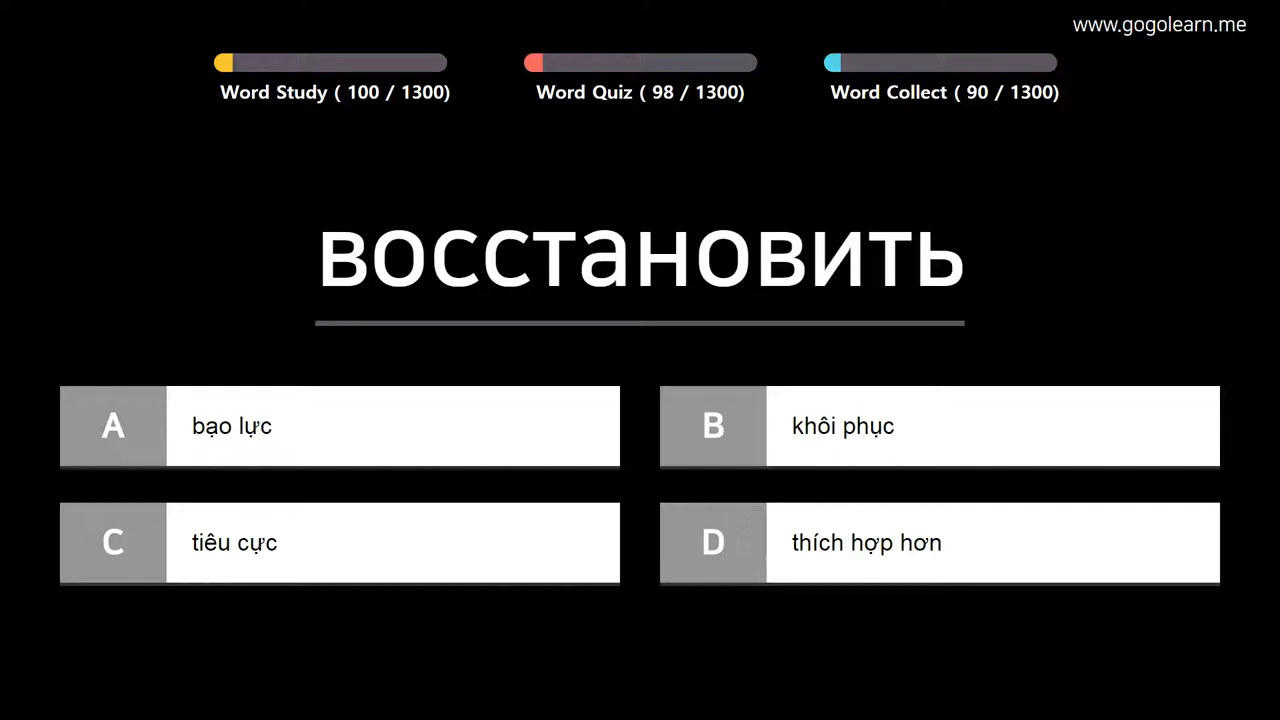 www.gogolearn.me
Word Study ( 100 / 1300)
Word Quiz ( 98 / 1300)
Word Collect ( 90 / 1300)
восстановить
A bạo lực
B khôi phục
C tiêu cực
D thích hợp hơn